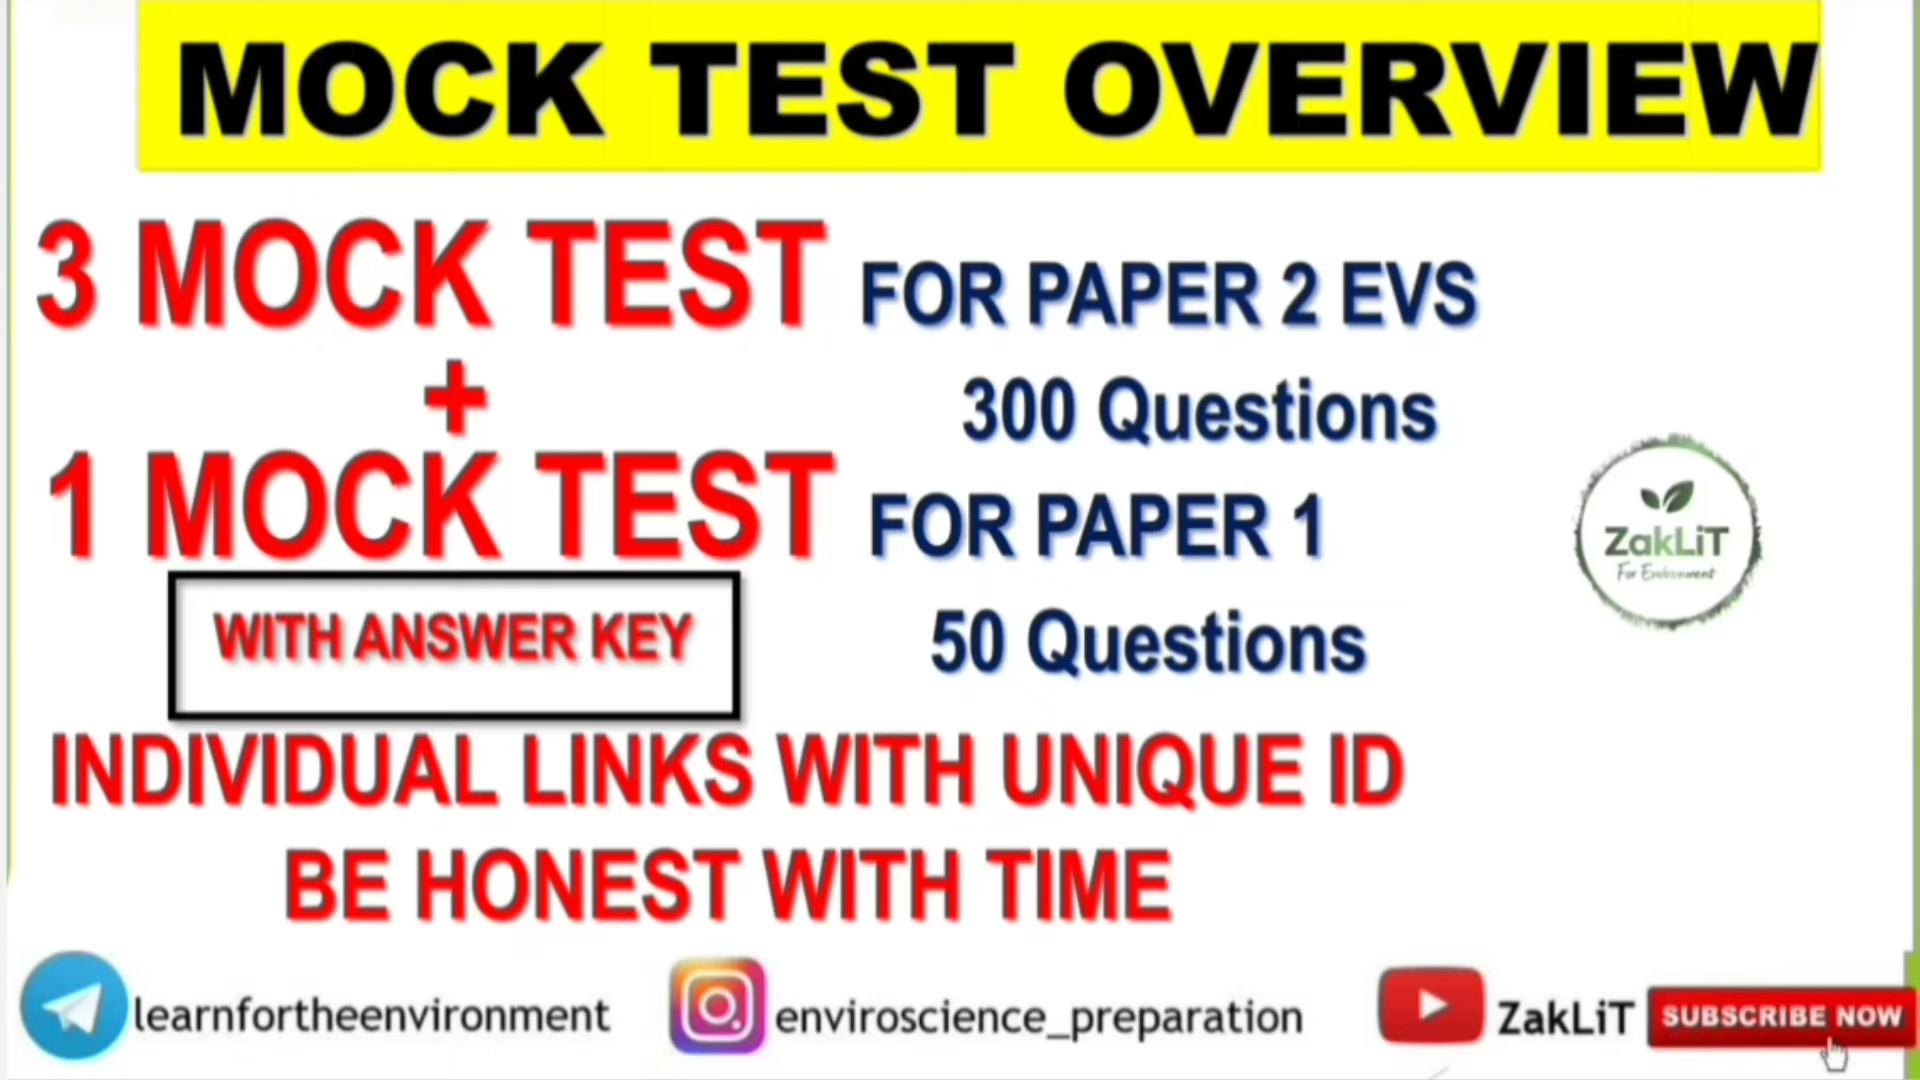 MOCK TEST OVERVIEW
3 MOCK TEST FOR PAPER 2 EVS
+
300 Questions
1 MOCK TEST FOR PAPER 1
WITH ANSWER KEY
50 Questions
ZakLiT
For Environment
INDIVIDUAL LINKS WITH UNIQUE ID
BE HONEST WITH TIME
learnfortheenvironment
enviroscience_preparation
ZakLiT
SUBSCRIBE NOW